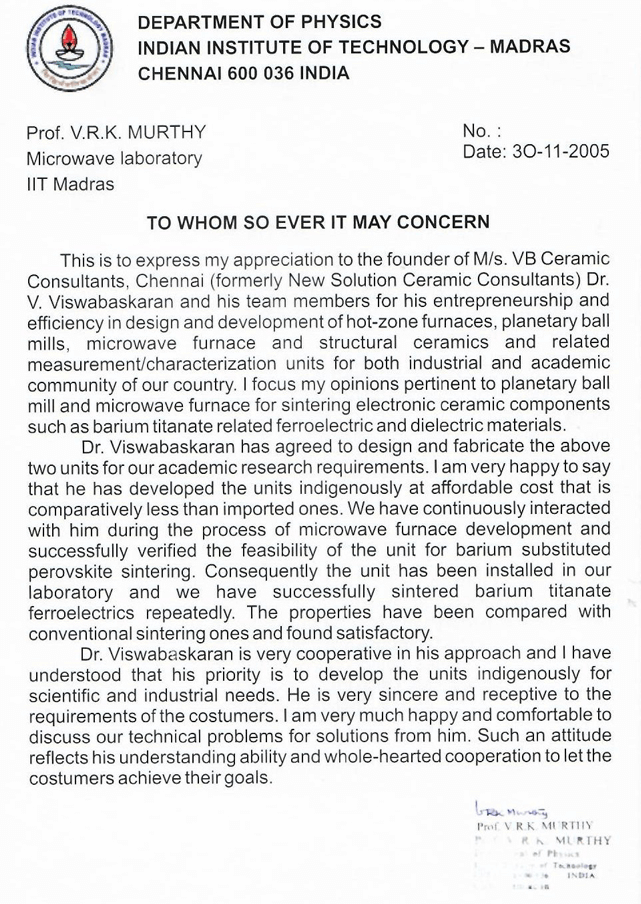 DEPARTMENT OF PHYSICS
INDIAN INSTITUTE OF TECHNOLOGY – MADRAS
CHENNAI 600 036 INDIA
Prof. V.R.K. MURTHY
Microwave laboratory
IIT Madras
No. :
Date: 3O-11-2005
TO WHOM SO EVER IT MAY CONCERN
This is to express my appreciation to the founder of M/s. VB Ceramic
Consultants, Chennai (formerly New Solution Ceramic Consultants) Dr.
V. Viswabaskaran and his team members for his entrepreneurship and
efficiency in design and development of hot-zone furnaces, planetary ball
mills, microwave furnace and structural ceramics and related
measurement/characterization units for both industrial and academic
community of our country. I focus my opinions pertinent to planetary ball
mill and microwave furnace for sintering electronic ceramic components
such as barium titanate related ferroelectric and dielectric materials.
Dr. Viswabaskaran has agreed to design and fabricate the above
two units for our academic research requirements. I am very happy to say
that he has developed the units indigenously at affordable cost that is
comparatively less than imported ones. We have continuously interacted
with him during the process of microwave furnace development and
successfully verified the feasibility of the unit for barium substituted
perovskite sintering. Consequently the unit has been installed in our
laboratory and we have successfully sintered barium titanate
ferroelectrics repeatedly. The properties have been compared with
conventional sintering ones and found satisfactory.
Dr. Viswabaskaran is very cooperative in his approach and I have
understood that his priority is to develop the units indigenously for
scientific and industrial needs. He is very sincere and receptive to the
requirements of the costumers. I am very much happy and comfortable to
discuss our technical problems for solutions from him. Such an attitude
reflects his understanding ability and whole-hearted cooperation to let the
costumers achieve their goals.
Prof. V.R.K. MURTHY
R K MURTHY
of Physics
of Technology
INDIA